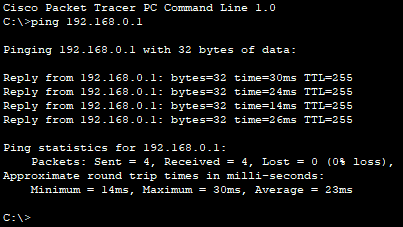 Cisco Packet Tracer PC Command Line 1.0
C:\>ping 192.168.0.1
Pinging 192.168.0.1 with 32 bytes of data:
Reply from 192.168.0.1: bytes=32 time=30ms TTL=255
Reply from 192.168.0.1: bytes=32 time=24ms TTL=255
Reply from 192.168.0.1: bytes=32 time=14ms TTL=255
Reply from 192.168.0.1: bytes=32 time=26ms TTL=255
Ping statistics for 192.168.0.1:
    Packets: Sent = 4, Received = 4, Lost = 0 (0% loss),
Approximate round trip times in milli-seconds:
    Minimum = 14ms, Maximum = 30ms, Average = 23ms
C:\>